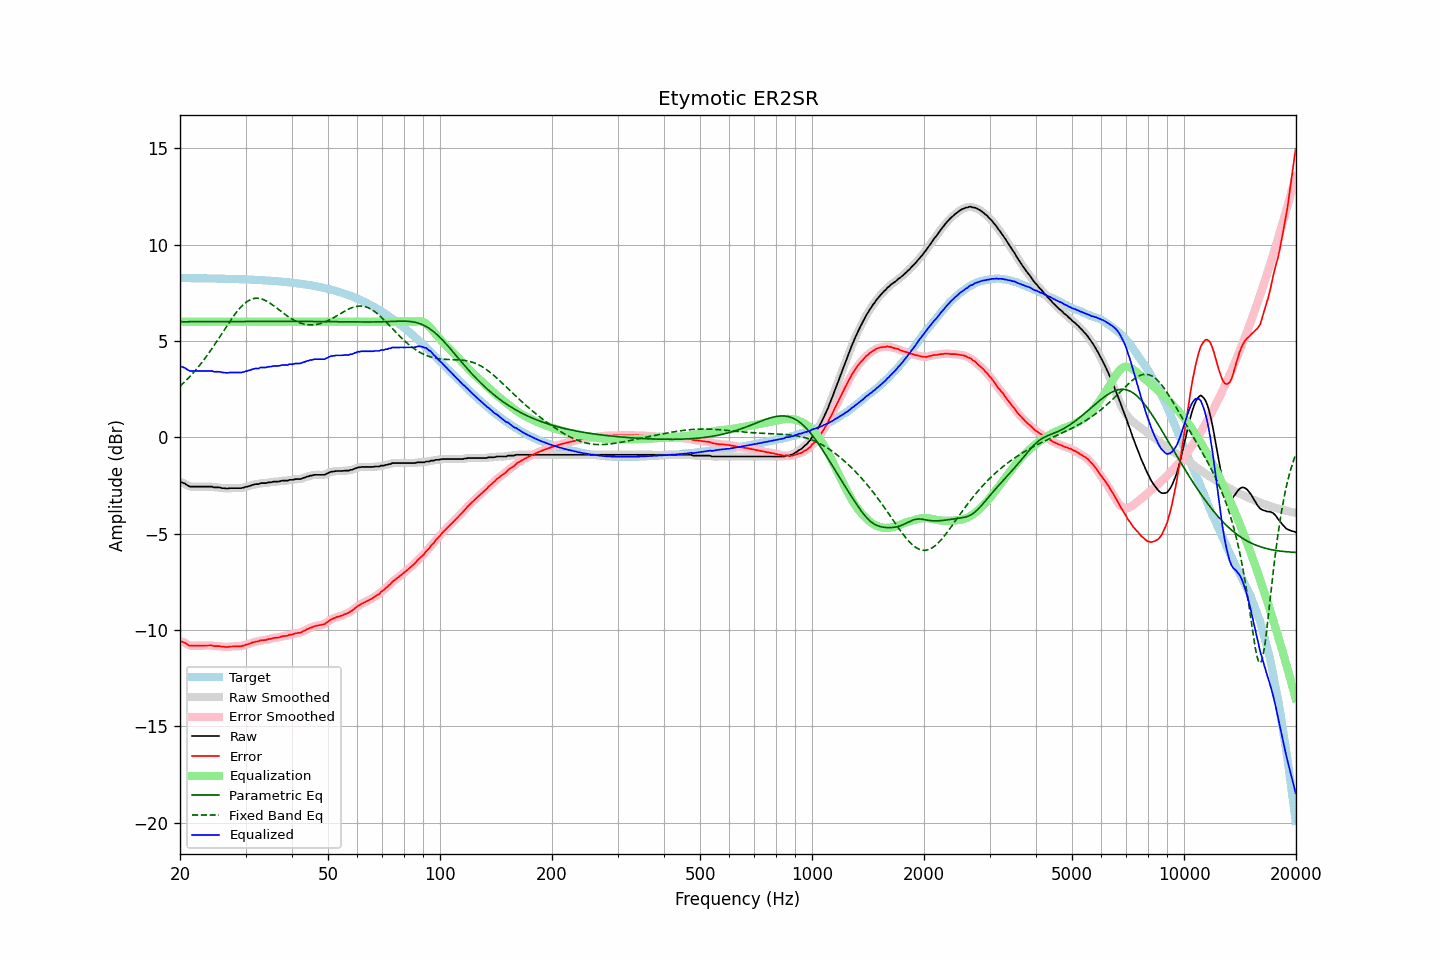 Etymotic ER2SR
Amplitude (dBr)
15
10
5
0
−5
−10
−15
−20
Target
Raw Smoothed
Error Smoothed
Raw
Error
Equalization
Parametric Eq
Fixed Band Eq
Equalized
20 50 100 200 500 1000 2000 5000 10000 20000
Frequency (Hz)